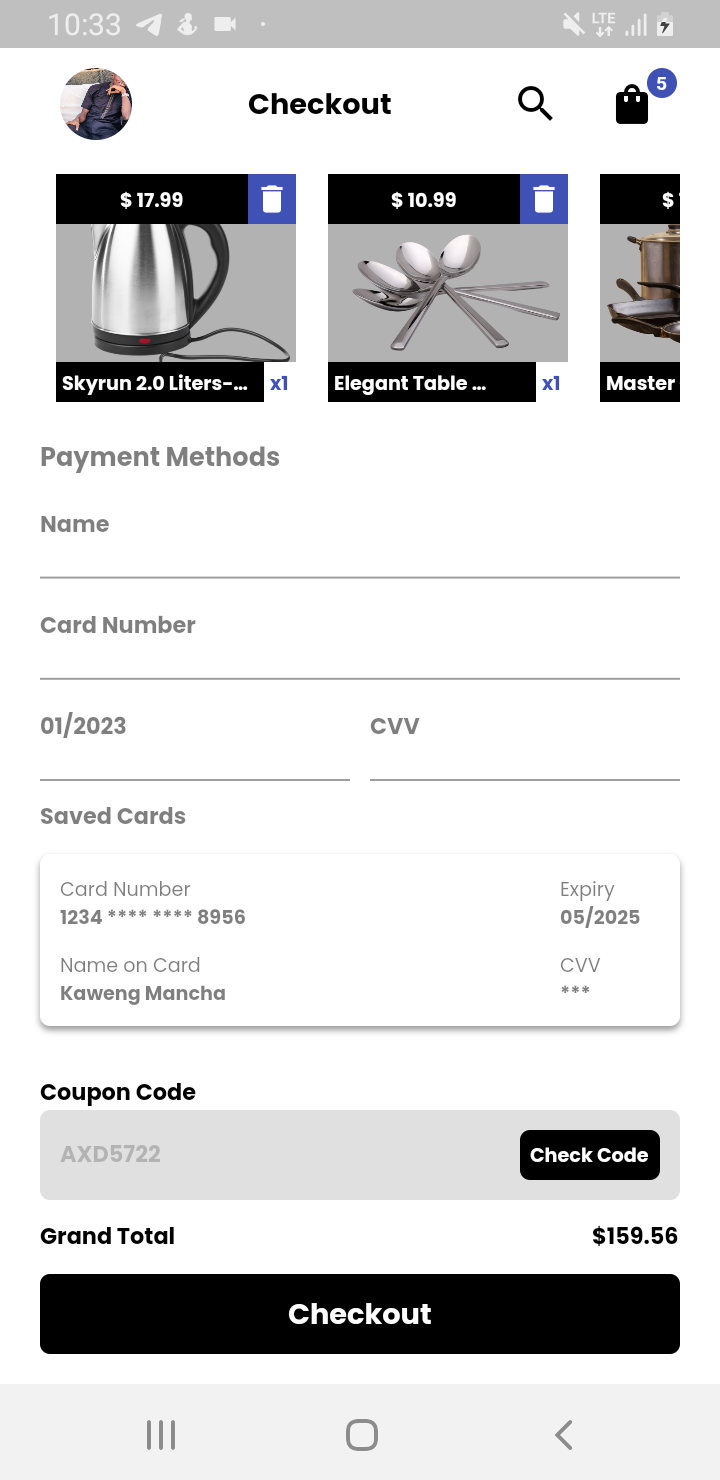 10:33 LTE
Checkout 5
$ 17.99 $ 10.99 $
Skyrun 2.0 Liters-... x1 Elegant Table ... x1 Master
Payment Methods
Name
Card Number
01/2023 CVV
Saved Cards
Card Number Expiry
1234 **** **** 8956 05/2025
Name on Card CVV
Kaweng Mancha ***
Coupon Code
AXD5722 Check Code
Grand Total $159.56
Checkout